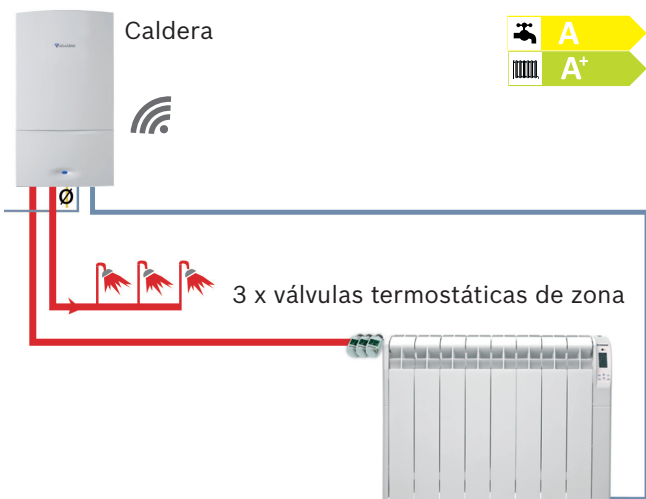 Caldera
A
A+
Ø
3 x válvulas termostáticas de zona